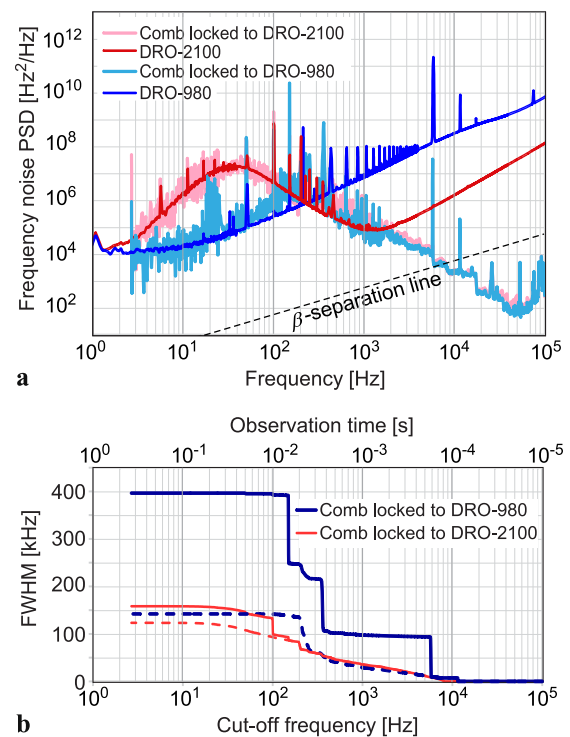 10¹²
10¹⁰
10⁸
10⁶
10⁴
10²
Frequency noise PSD [Hz²/Hz]
Comb locked to DRO-2100
DRO-2100
Comb locked to DRO-980
DRO-980
β-separation line
10⁰ 10¹ 10² 10³ 10⁴ 10⁵
Frequency [Hz]
a
Observation time [s]
10⁰ 10⁻¹ 10⁻² 10⁻³ 10⁻⁴ 10⁻⁵
400
300
200
100
0
FWHM [kHz]
Comb locked to DRO-980
Comb locked to DRO-2100
10⁰ 10¹ 10² 10³ 10⁴ 10⁵
Cut-off frequency [Hz]
b